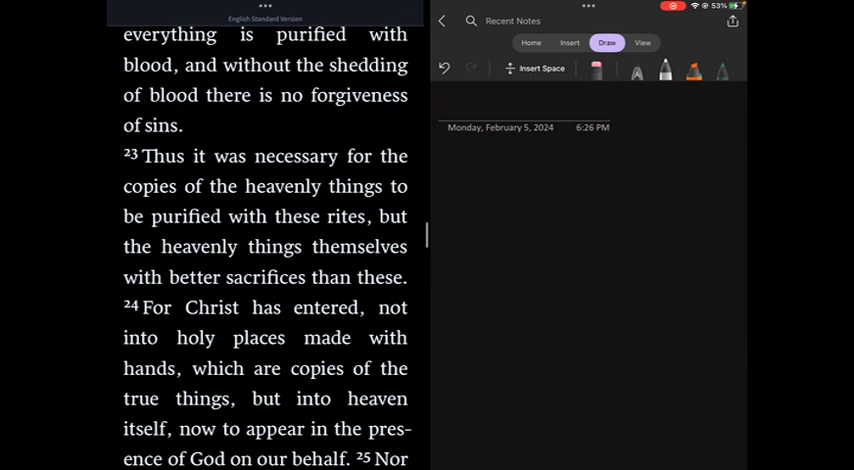 English Standard Version
everything is purified with
blood, and without the shedding
of blood there is no forgiveness
of sins.
23 Thus it was necessary for the
copies of the heavenly things to
be purified with these rites, but
the heavenly things themselves
with better sacrifices than these.
24 For Christ has entered, not
into holy places made with
hands, which are copies of the
true things, but into heaven
itself, now to appear in the pres-
ence of God on our behalf. 25 Nor
53%
Recent Notes
Home Insert Draw View
Insert Space
Monday, February 5, 2024 6:26 PM